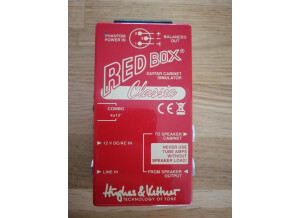 PHANTOM
POWER IN
BALANCED
OUT
RED BOX®
GUITAR CABINET
SIMULATOR
Classic
CE
COMBO
4x12"
12 V DC/AC IN
TO SPEAKER
CABINET
NEVER USE
TUBE AMPS
WITHOUT
SPEAKER LOAD!
LINE IN
FROM SPEAKER
OUTPUT
Hughes & Kettner
TECHNOLOGY OF TONE